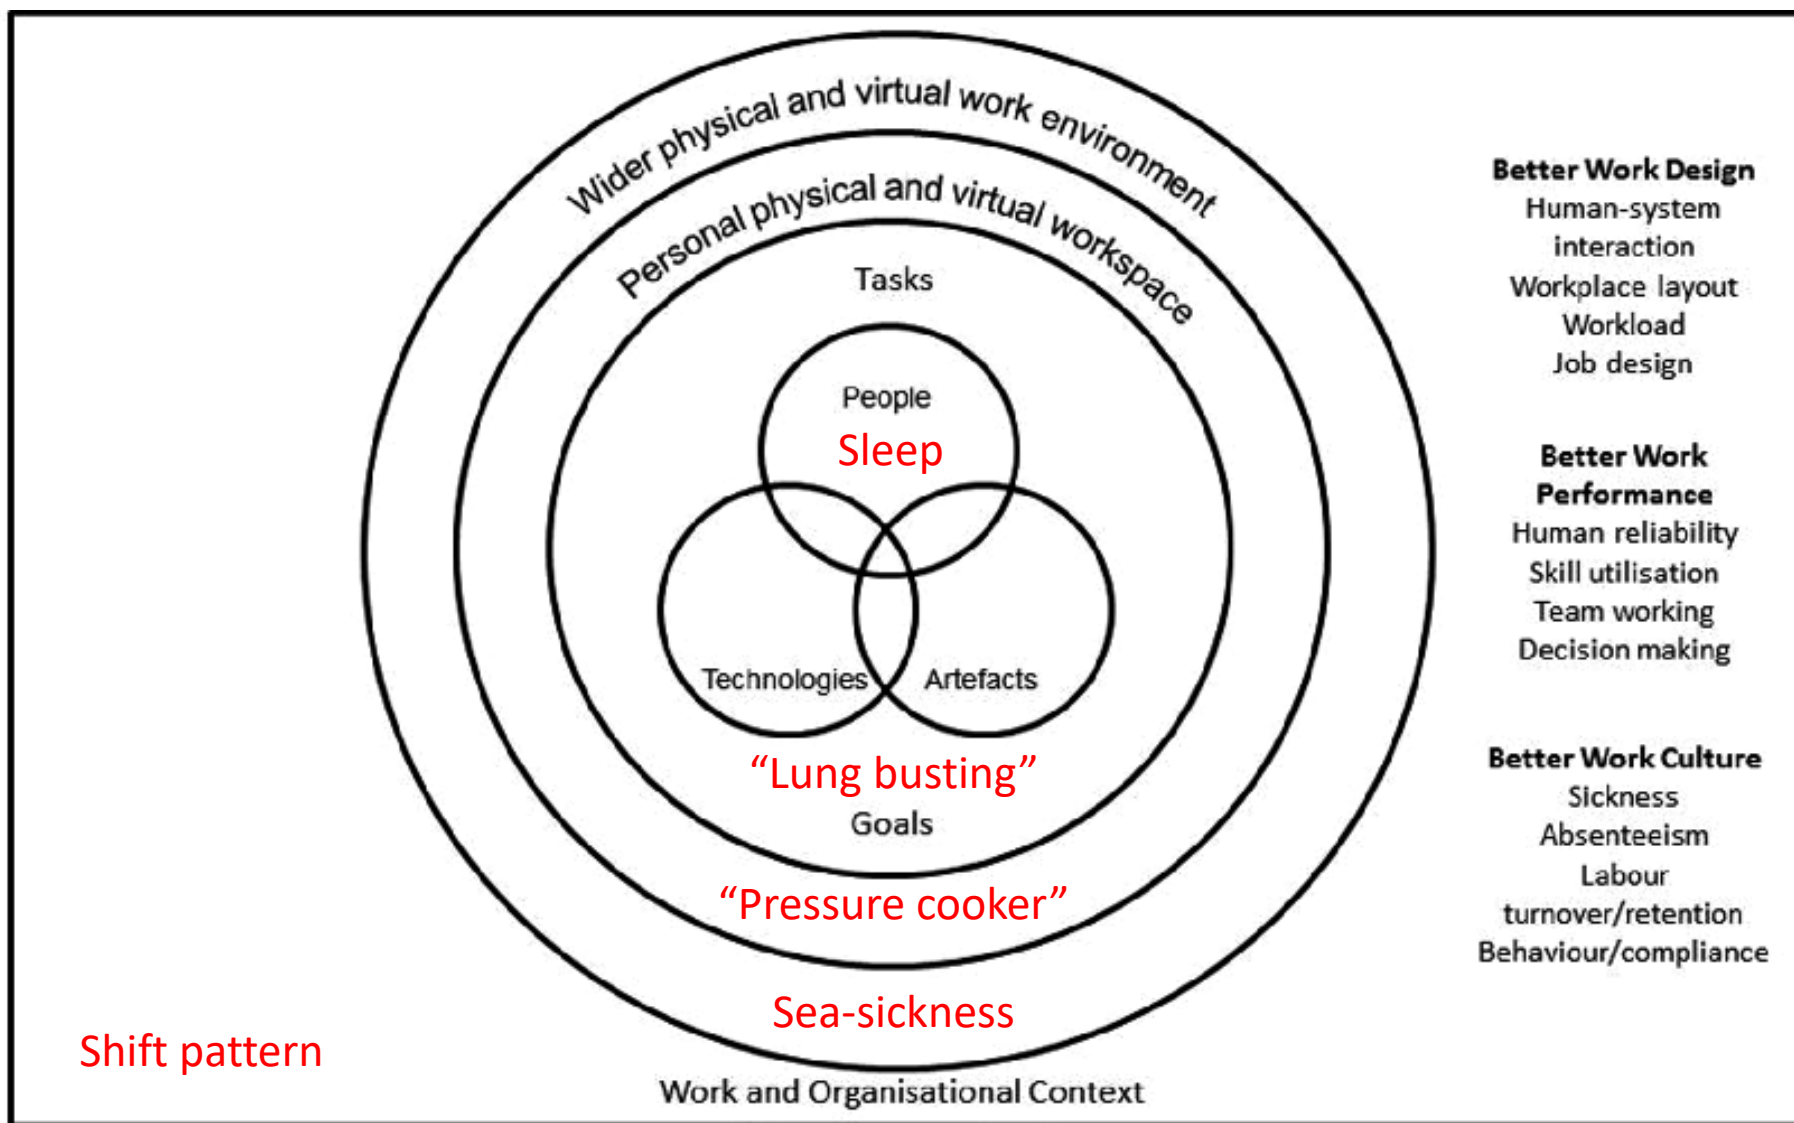 Wider physical and virtual work environment
Personal physical and virtual workspace
Tasks
People
Sleep
Technologies
Artefacts
“Lung busting”
Goals
“Pressure cooker”
Sea-sickness
Shift pattern
Work and Organisational Context
Better Work Design
Human-system
interaction
Workplace layout
Workload
Job design
Better Work
Performance
Human reliability
Skill utilisation
Team working
Decision making
Better Work Culture
Sickness
Absenteeism
Labour
turnover/retention
Behaviour/compliance